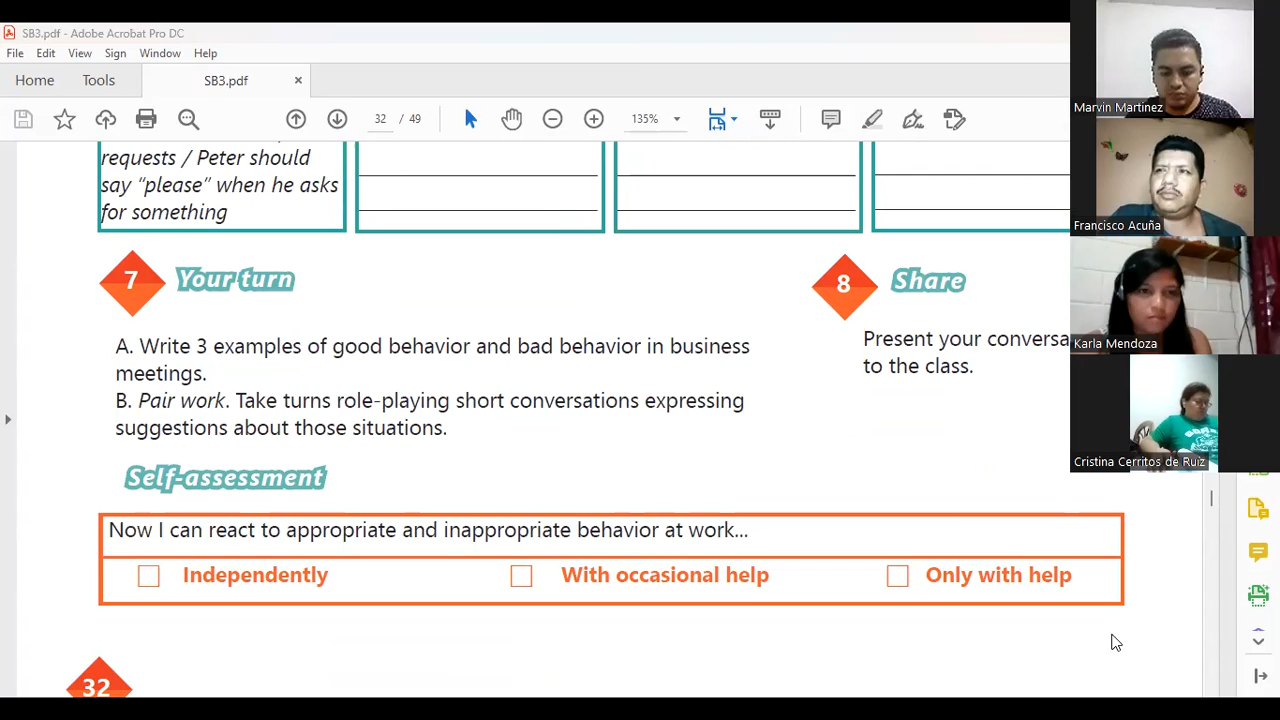 SB3.pdf - Adobe Acrobat Pro DC
File Edit View Sign Window Help
Home Tools SB3.pdf ×
32 / 49 135%
requests / Peter should
say “please” when he asks
for something
7 Your turn
A. Write 3 examples of good behavior and bad behavior in business
meetings.
B. Pair work. Take turns role-playing short conversations expressing
suggestions about those situations.
8 Share
Present your conversa
to the class.
Self-assessment
Now I can react to appropriate and inappropriate behavior at work...
Independently With occasional help Only with help
32
Marvin Martinez
Francisco Acuña
Karla Mendoza
Cristina Cerritos de Ruiz